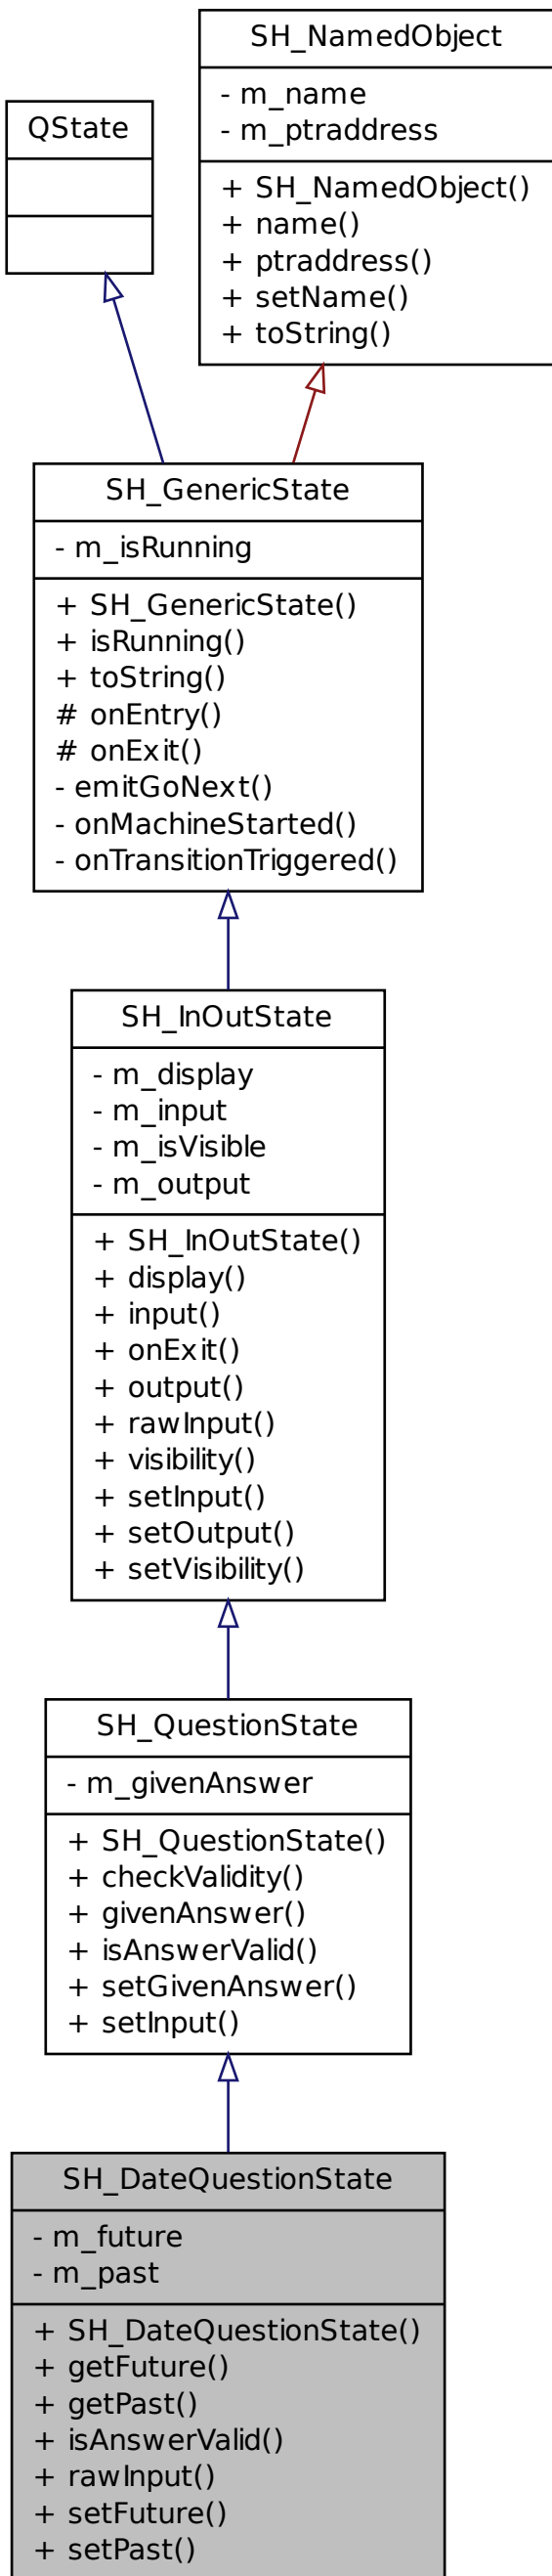 SH_NamedObject
- m_name
- m_ptraddress
+ SH_NamedObject()
+ name()
+ ptraddress()
+ setName()
+ toString()
QState
SH_GenericState
- m_isRunning
+ SH_GenericState()
+ isRunning()
+ toString()
# onEntry()
# onExit()
- emitGoNext()
- onMachineStarted()
- onTransitionTriggered()
SH_InOutState
- m_display
- m_input
- m_isVisible
- m_output
+ SH_InOutState()
+ display()
+ input()
+ onExit()
+ output()
+ rawInput()
+ visibility()
+ setInput()
+ setOutput()
+ setVisibility()
SH_QuestionState
- m_givenAnswer
+ SH_QuestionState()
+ checkValidity()
+ givenAnswer()
+ isAnswerValid()
+ setGivenAnswer()
+ setInput()
SH_DateQuestionState
- m_future
- m_past
+ SH_DateQuestionState()
+ getFuture()
+ getPast()
+ isAnswerValid()
+ rawInput()
+ setFuture()
+ setPast()